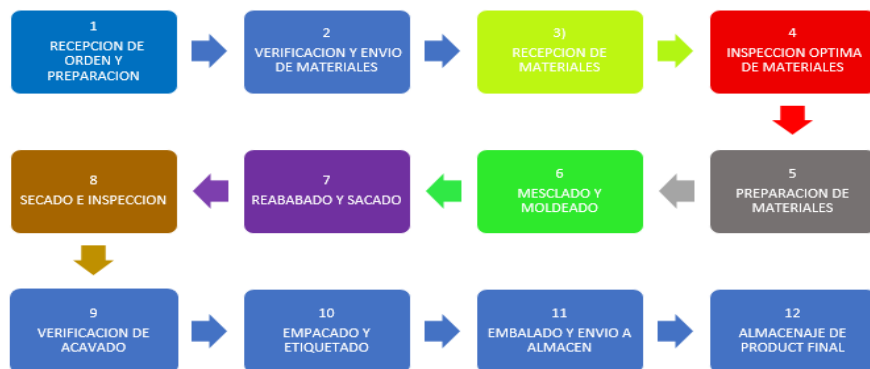 1
RECEPCION DE
ORDEN Y
PREPARACION
2
VERIFICACION Y ENVIO
DE MATERIALES
3)
RECEPCION DE
MATERIALES
4
INSPECCION OPTIMA
DE MATERIALES
5
PREPARACION DE
MATERIALES
6
MESCLADO Y
MOLDEADO
7
REABABADO Y SACADO
8
SECADO E INSPECCION
9
VERIFICACION DE
ACAVADO
10
EMPACADO Y
ETIQUETADO
11
EMBALADO Y ENVIO A
ALMACEN
12
ALMACENAJE DE
PRODUCT FINAL